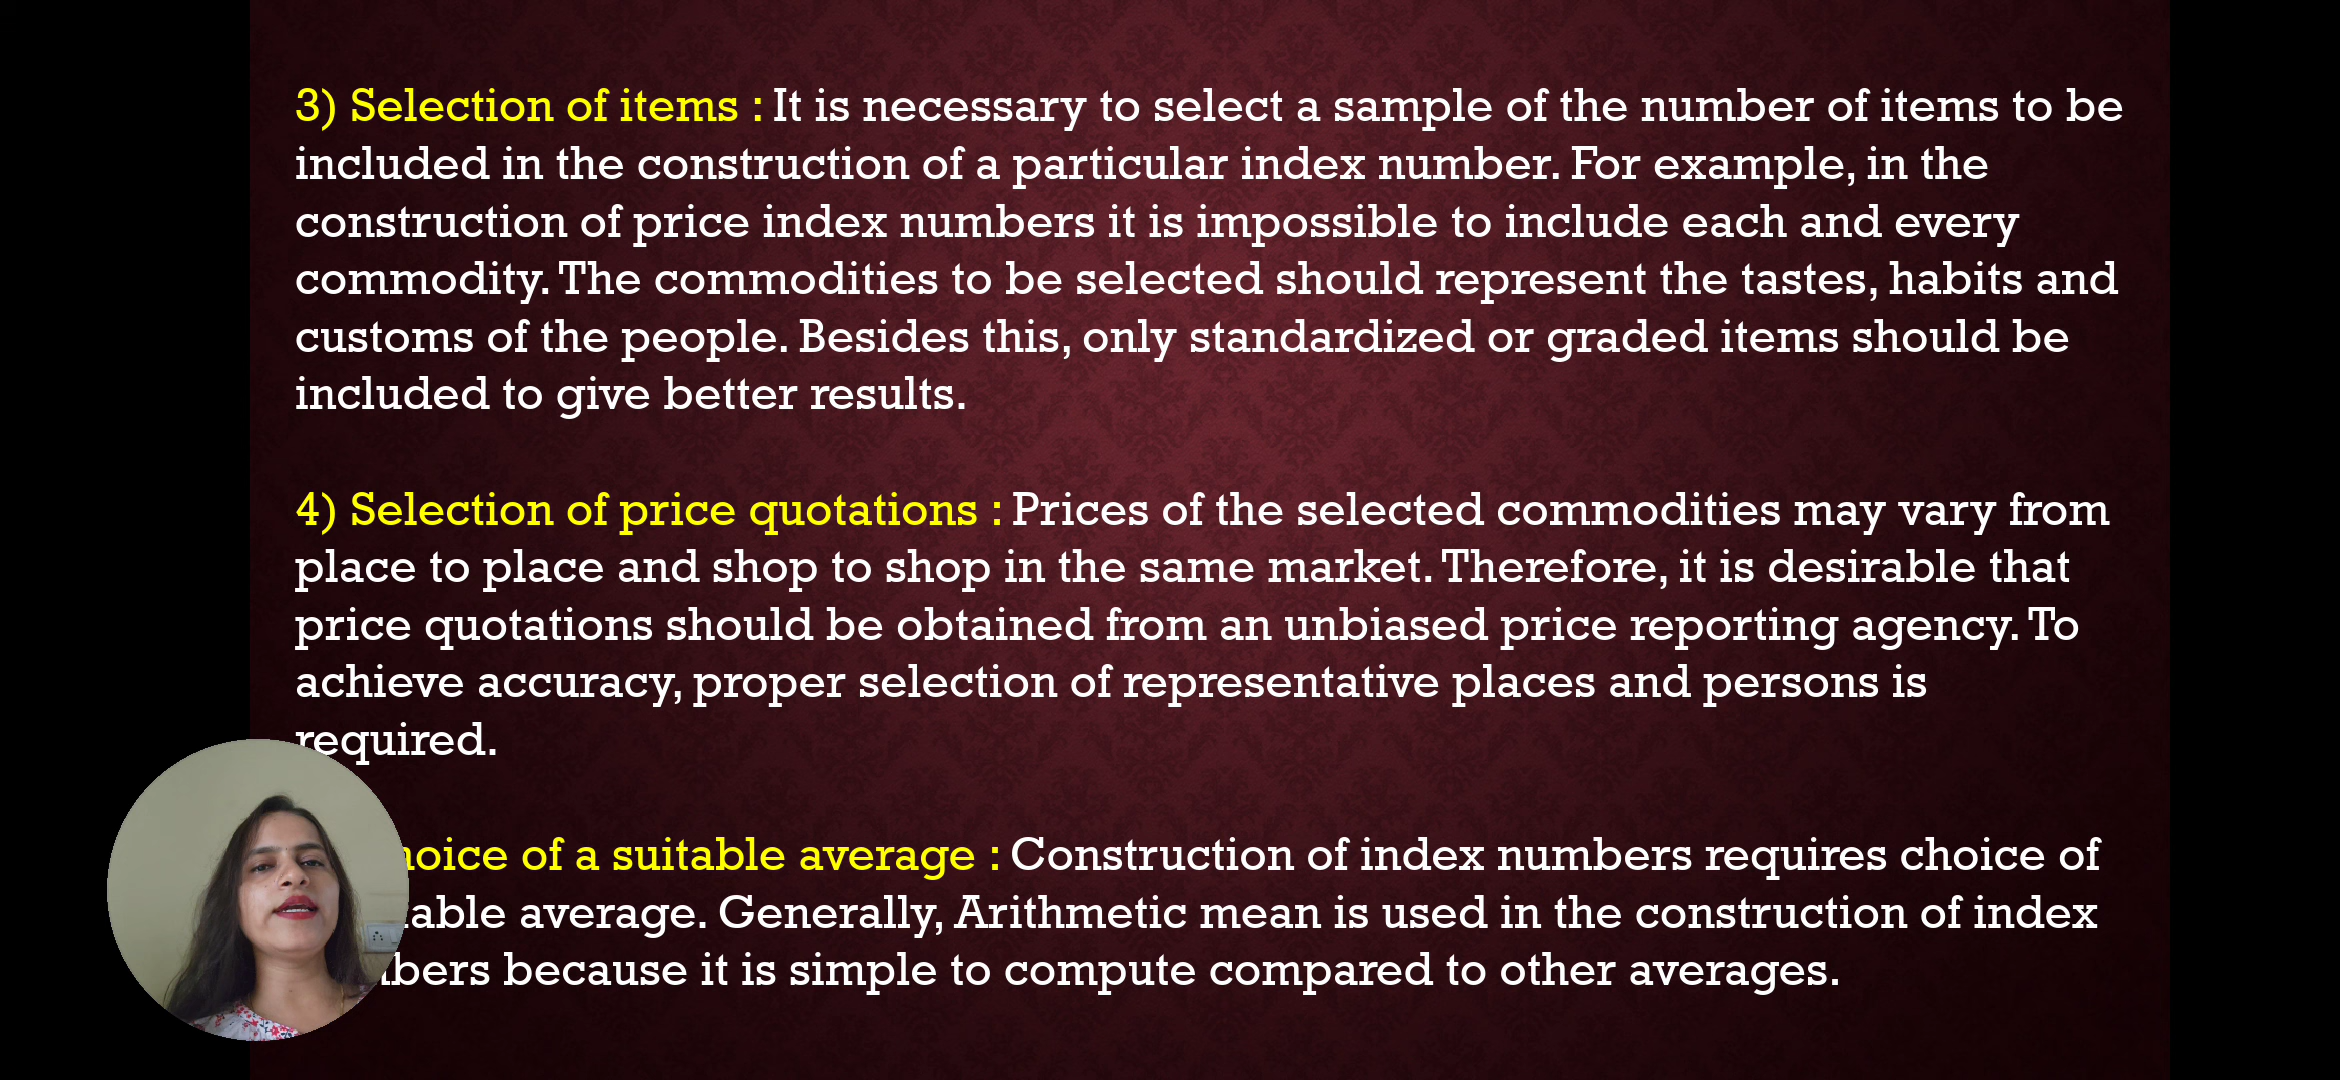 3) Selection of items : It is necessary to select a sample of the number of items to be
included in the construction of a particular index number. For example, in the
construction of price index numbers it is impossible to include each and every
commodity. The commodities to be selected should represent the tastes, habits and
customs of the people. Besides this, only standardized or graded items should be
included to give better results.
4) Selection of price quotations : Prices of the selected commodities may vary from
place to place and shop to shop in the same market. Therefore, it is desirable that
price quotations should be obtained from an unbiased price reporting agency. To
achieve accuracy, proper selection of representative places and persons is
required.
of a suitable average : Construction of index numbers requires choice of
average. Generally, Arithmetic mean is used in the construction of index
because it is simple to compute compared to other averages.